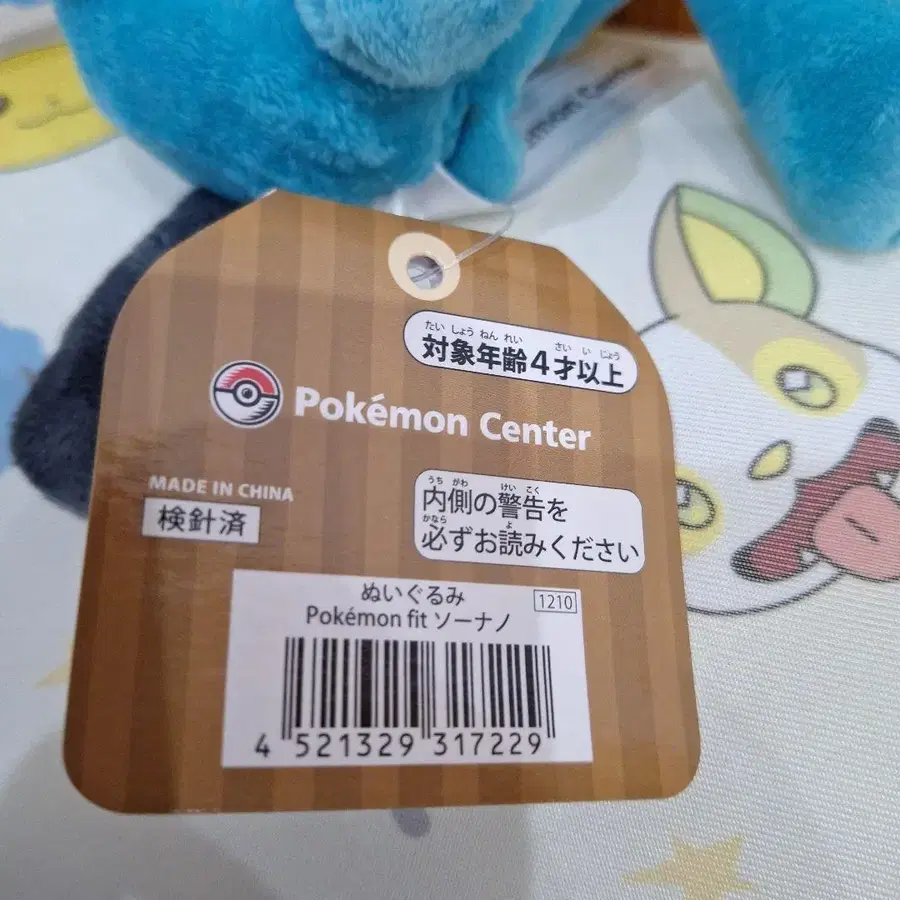 mon Center
たい しょう ねん れい さい い じょう
対象年齢4才以上
Pokémon Center
MADE IN CHINA
検針済
うち がわ けい こく
内側の警告を
かなら よ
必ずお読みください
ぬいぐるみ
1210
Pokémon fit ソーナノ
4 521329 317229